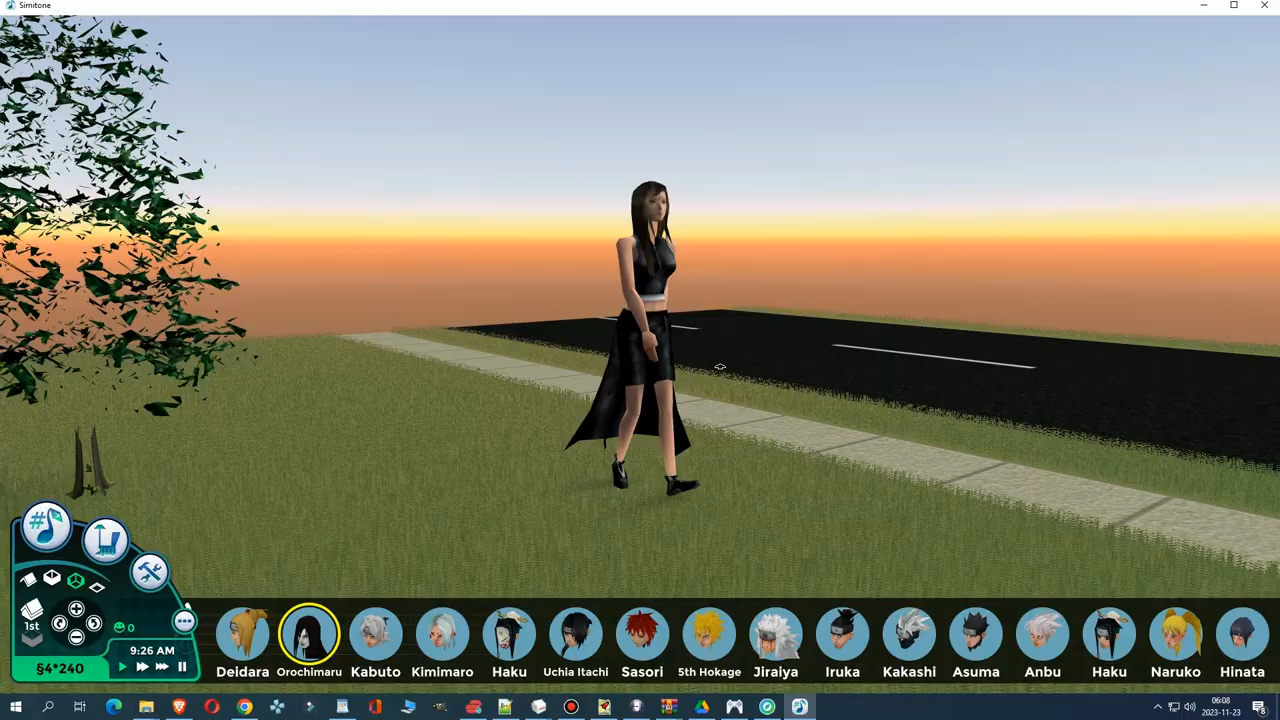 Simitone
1st
0
9:26 AM
§4*240
Deidara
Orochimaru
Kabuto
Kimimaro
Haku
Uchia Itachi
Sasori
5th Hokage
Jiraiya
Iruka
Kakashi
Asuma
Anbu
Haku
Naruko
Hinata
06:08
2023-11-23